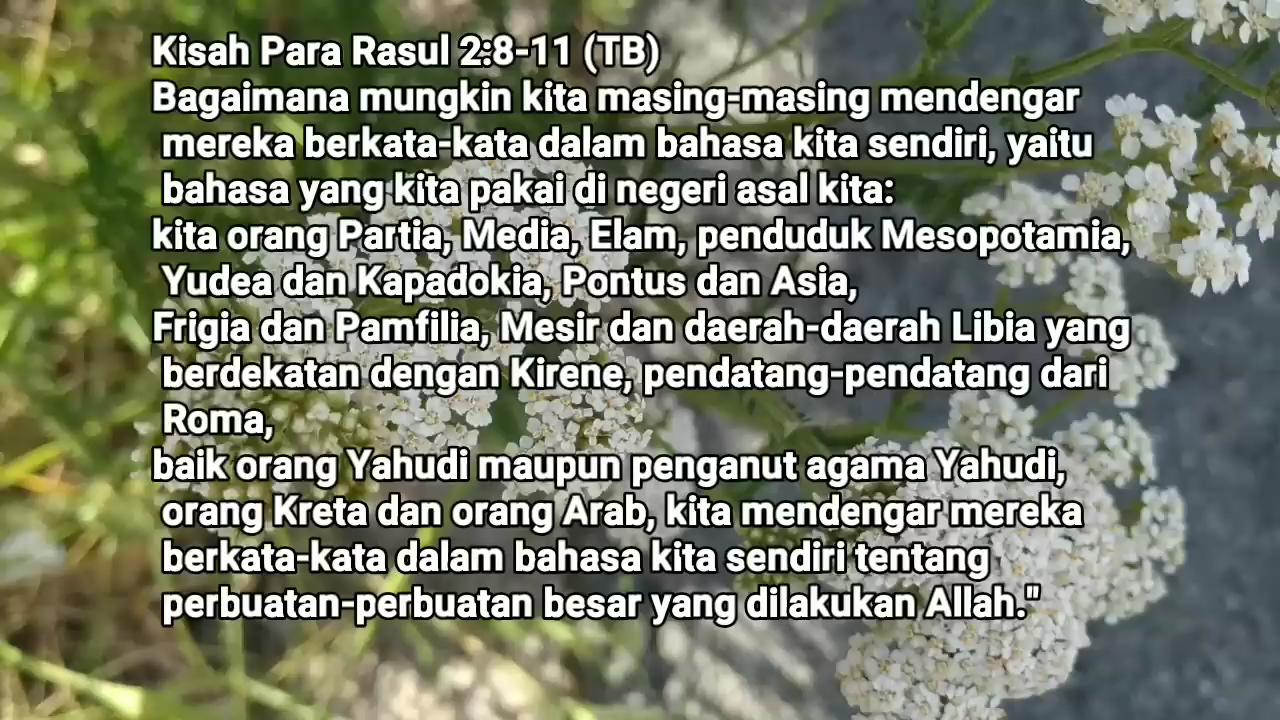 Kisah Para Rasul 2:8-11 (TB)
Bagaimana mungkin kita masing-masing mendengar
mereka berkata-kata dalam bahasa kita sendiri, yaitu
bahasa yang kita pakai di negeri asal kita:
kita orang Partia, Media, Elam, penduduk Mesopotamia,
Yudea dan Kapadokia, Pontus dan Asia,
Frigia dan Pamfilia, Mesir dan daerah-daerah Libia yang
berdekatan dengan Kirene, pendatang-pendatang dari
Roma,
baik orang Yahudi maupun penganut agama Yahudi,
orang Kreta dan orang Arab, kita mendengar mereka
berkata-kata dalam bahasa kita sendiri tentang
perbuatan-perbuatan besar yang dilakukan Allah."